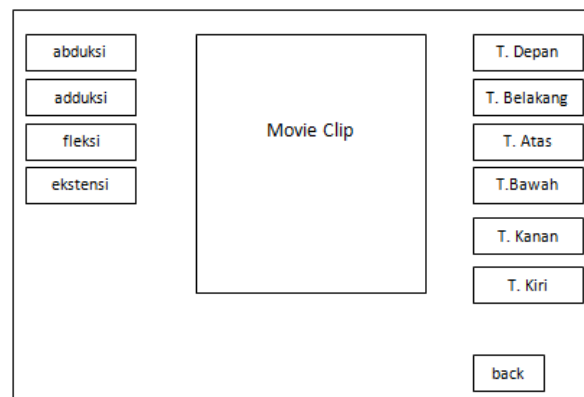 abduksi
adduksi
fleksi
ekstensi
Movie Clip
T. Depan
T. Belakang
T. Atas
T.Bawah
T. Kanan
T. Kiri
back